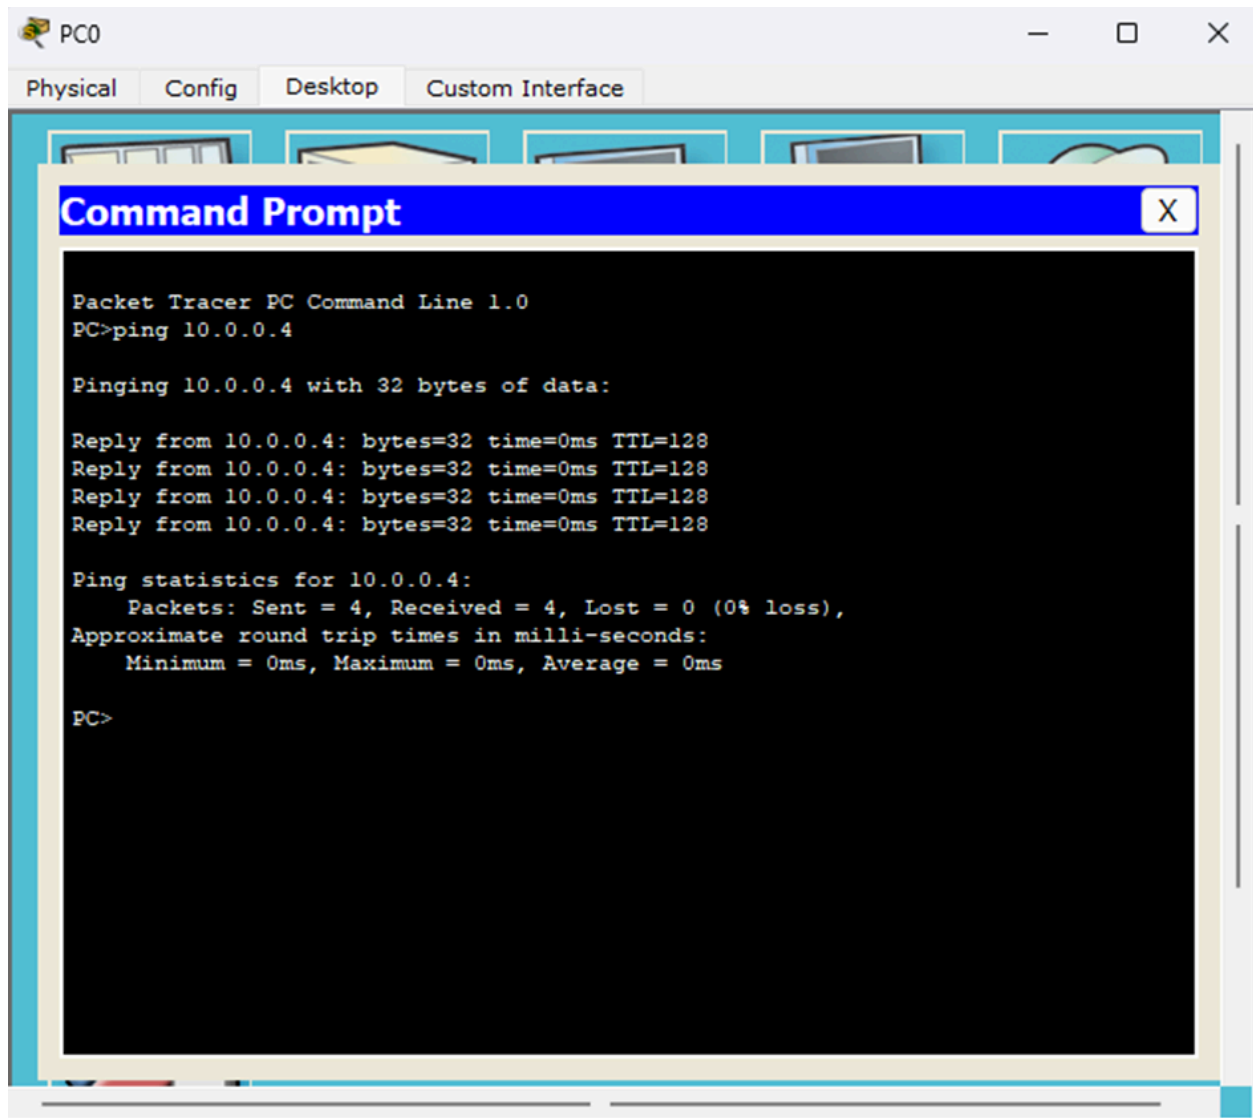 PC0
Physical Config Desktop Custom Interface
Command Prompt X
Packet Tracer PC Command Line 1.0
PC>ping 10.0.0.4
Pinging 10.0.0.4 with 32 bytes of data:
Reply from 10.0.0.4: bytes=32 time=0ms TTL=128
Reply from 10.0.0.4: bytes=32 time=0ms TTL=128
Reply from 10.0.0.4: bytes=32 time=0ms TTL=128
Reply from 10.0.0.4: bytes=32 time=0ms TTL=128
Ping statistics for 10.0.0.4:
Packets: Sent = 4, Received = 4, Lost = 0 (0% loss),
Approximate round trip times in milli-seconds:
Minimum = 0ms, Maximum = 0ms, Average = 0ms
PC>